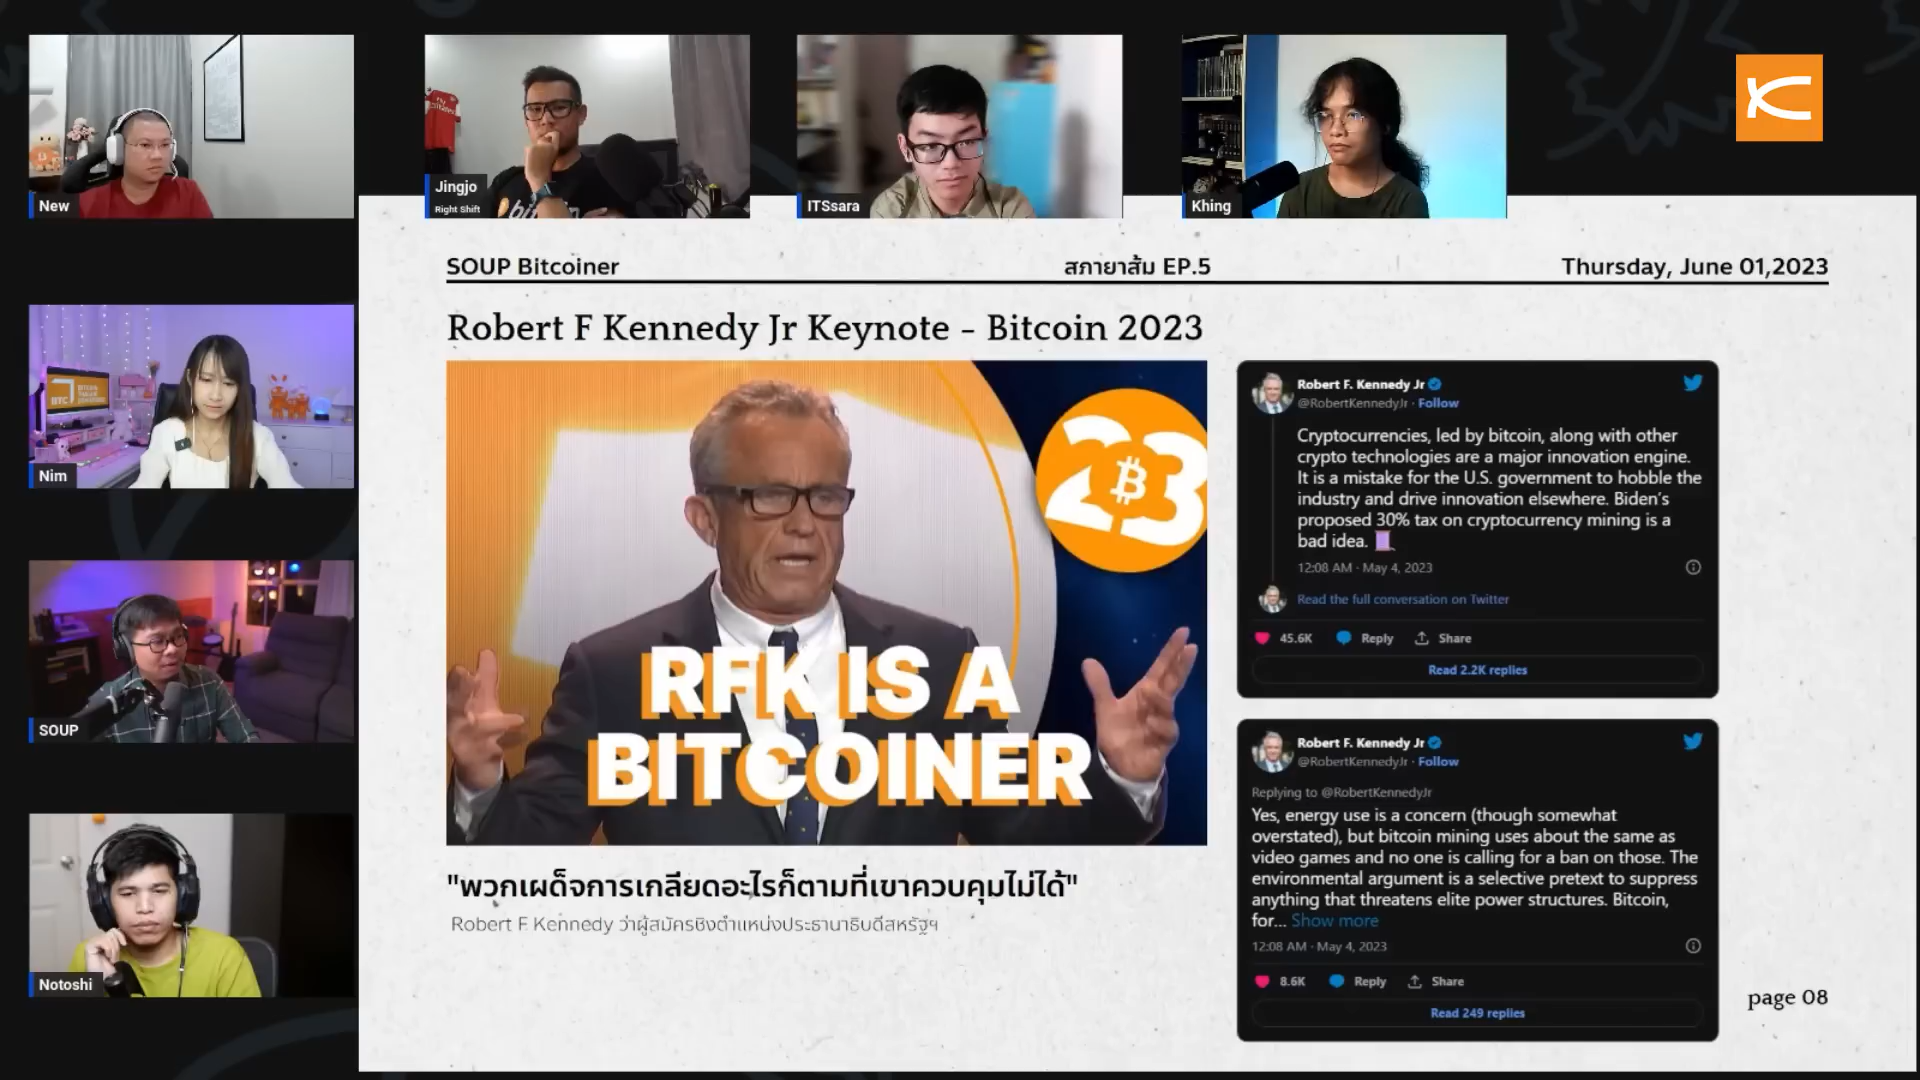 New
Jingjo
Right Shift
ITSsara
Khing
Nim
SOUP
Notoshi
SOUP Bitcoiner
สภายาส้ม EP.5
Thursday, June 01,2023
Robert F Kennedy Jr Keynote - Bitcoin 2023
23
RFK IS A
BITCOINER
"พวกเผด็จการเกลียดอะไรก็ตามที่เขาควบคุมไม่ได้"
Robert F Kennedy ว่าผู้สมัครชิงตำแหน่งประธานาธิบดีสหรัฐฯ
Robert F. Kennedy Jr
@RobertKennedyJr · Follow
Cryptocurrencies, led by bitcoin, along with other
crypto technologies are a major innovation engine.
It is a mistake for the U.S. government to hobble the
industry and drive innovation elsewhere. Biden's
proposed 30% tax on cryptocurrency mining is a
bad idea.
12:08 AM · May 4, 2023
Read the full conversation on Twitter
45.6K Reply Share
Read 2.2K replies
Robert F. Kennedy Jr
@RobertKennedyJr · Follow
Replying to @RobertKennedyJr
Yes, energy use is a concern (though somewhat
overstated), but bitcoin mining uses about the same as
video games and no one is calling for a ban on those. The
environmental argument is a selective pretext to suppress
anything that threatens elite power structures. Bitcoin,
for... Show more
12:08 AM · May 4, 2023
8.6K Reply Share
Read 249 replies
page 08